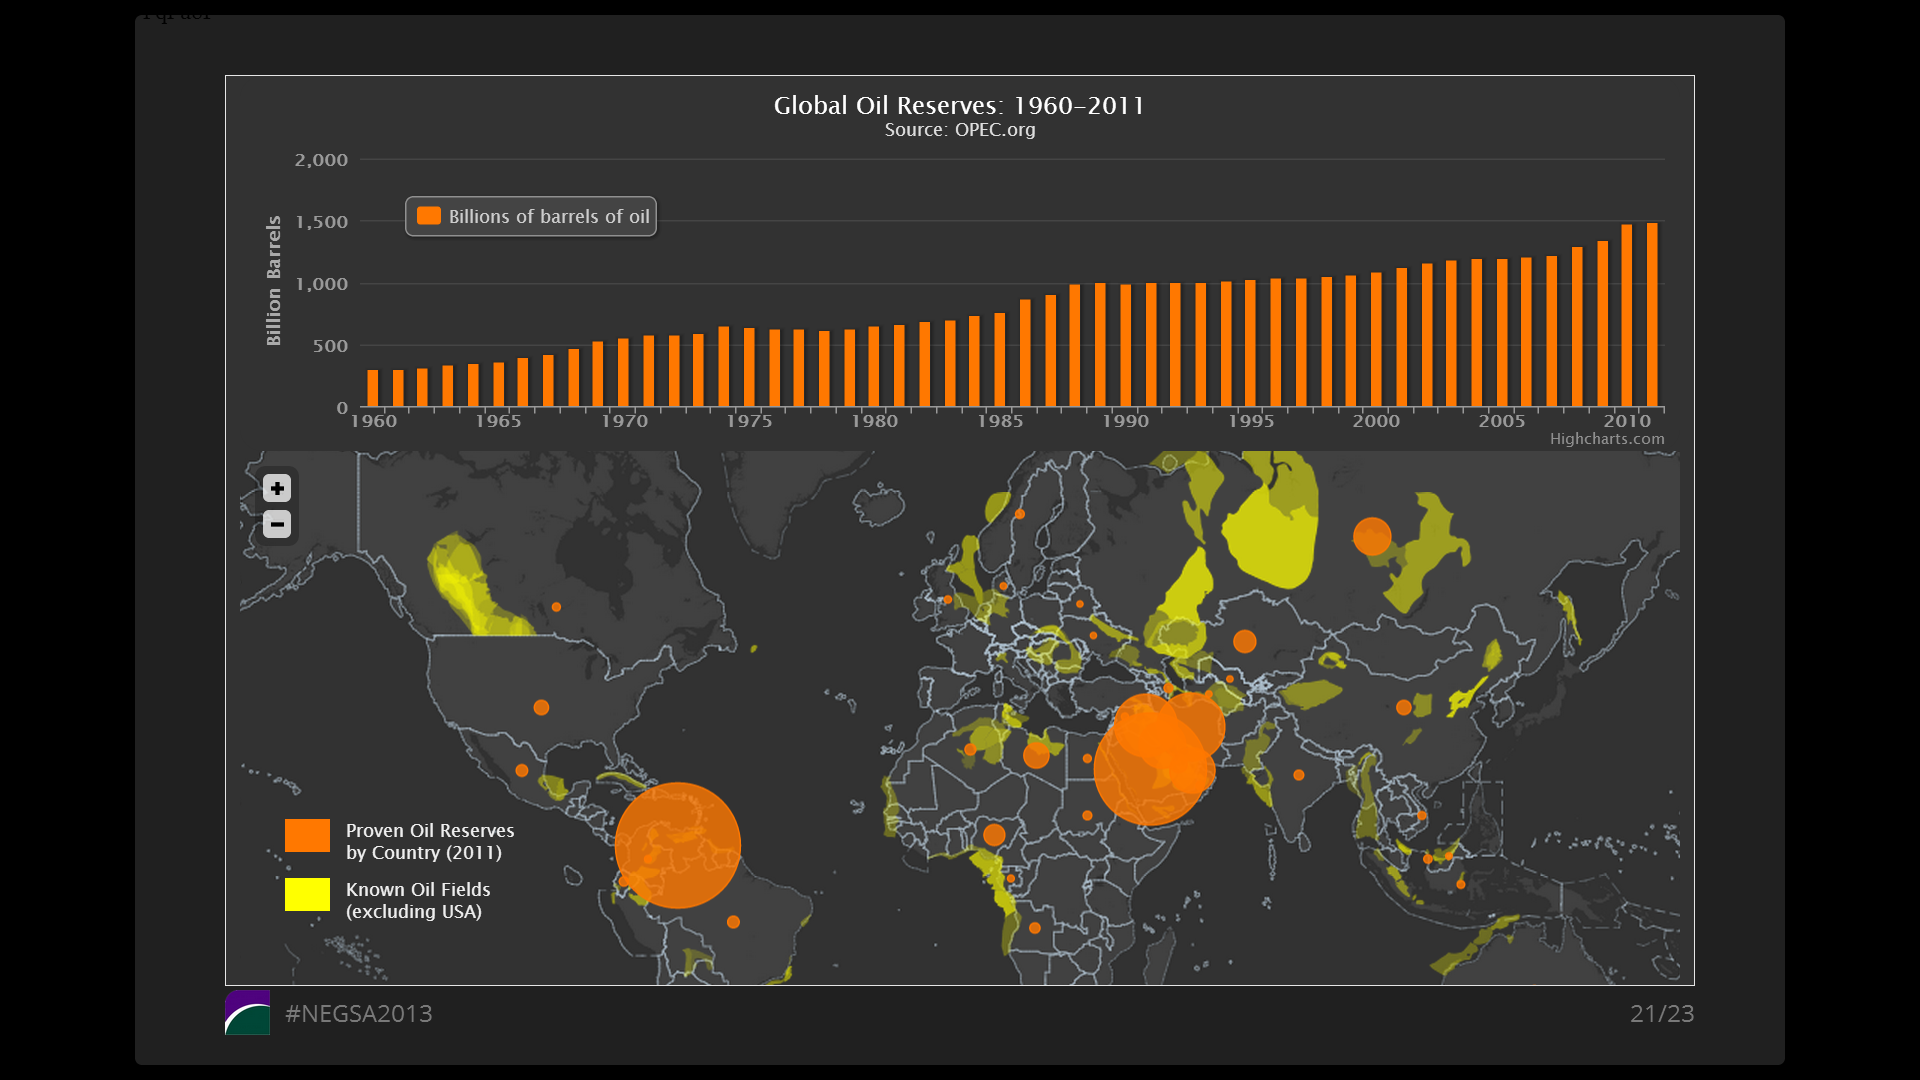 Global Oil Reserves: 1960-2011
Source: OPEC.org
2,000
1,500
1,000
500
0
Billion Barrels
Billions of barrels of oil
1960 1965 1970 1975 1980 1985 1990 1995 2000 2005 2010
Highcharts.com
+
-
Proven Oil Reserves
by Country (2011)
Known Oil Fields
(excluding USA)
#NEGSA2013
21/23